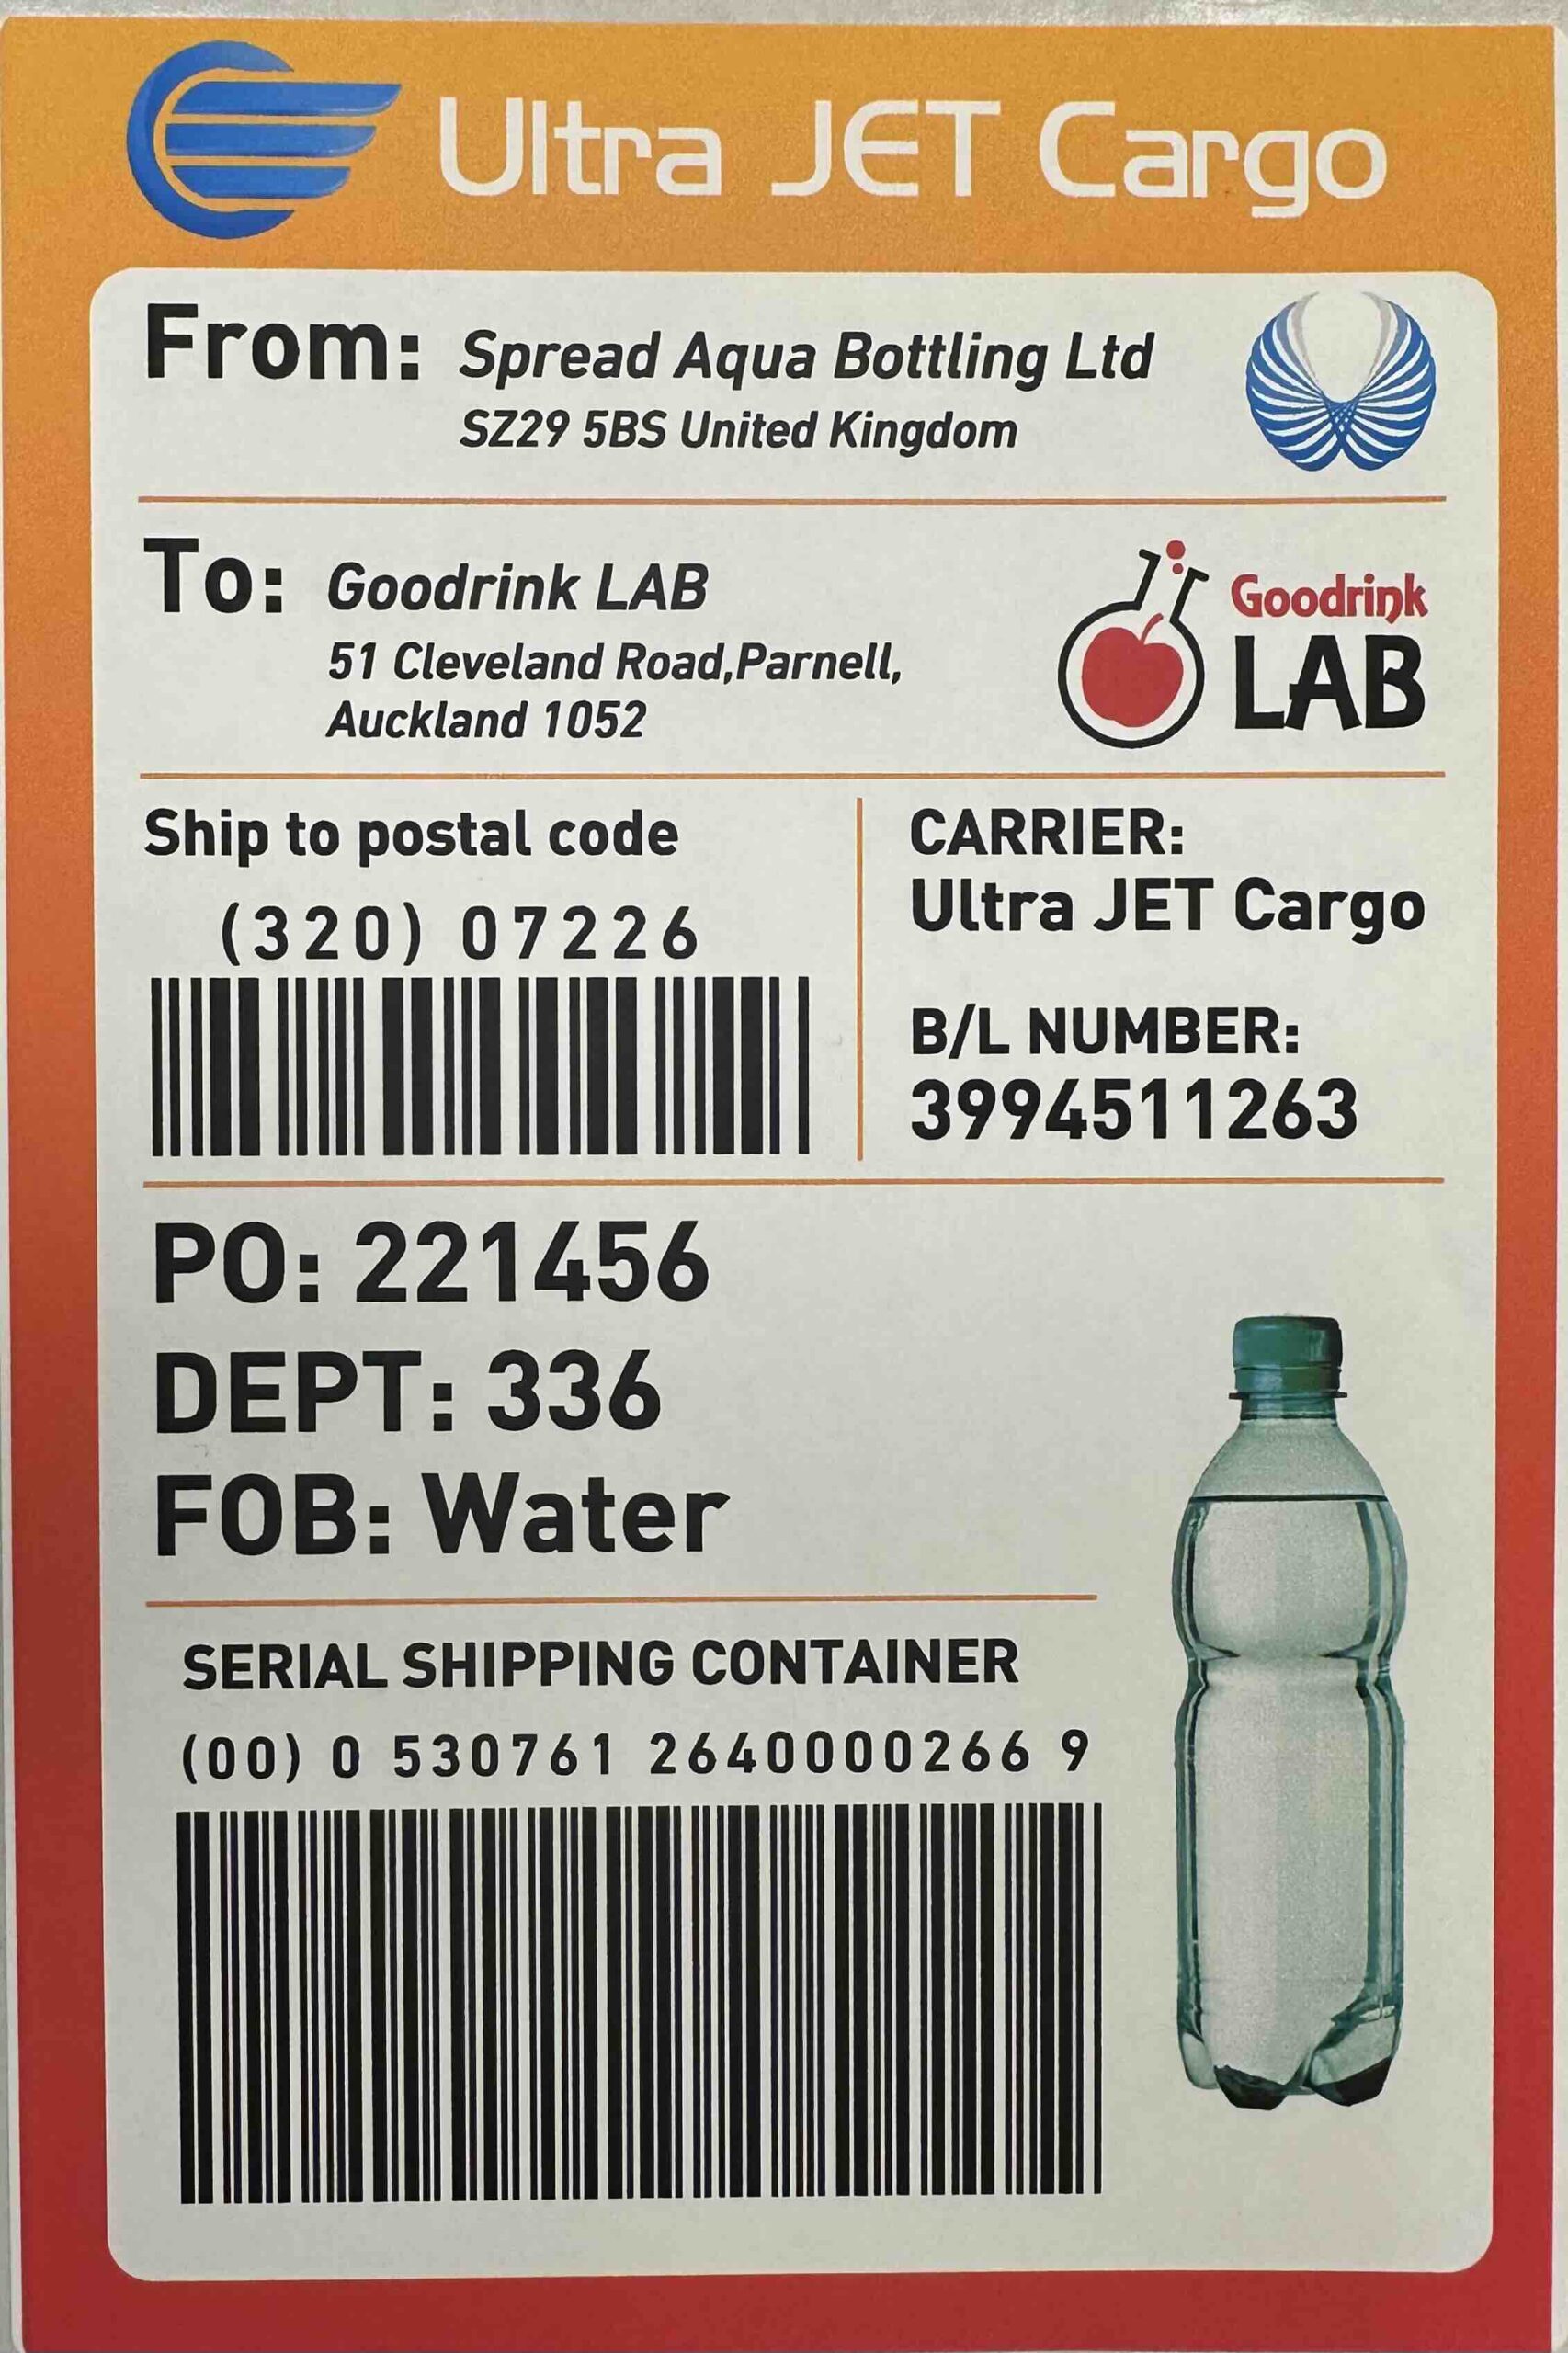 Ultra JET Cargo
From: Spread Aqua Bottling Ltd
SZ29 5BS United Kingdom
To: Goodrink LAB
51 Cleveland Road,Parnell,
Auckland 1052
Goodrink
LAB
Ship to postal code
(320) 07226
CARRIER:
Ultra JET Cargo
B/L NUMBER:
3994511263
PO: 221456
DEPT: 336
FOB: Water
SERIAL SHIPPING CONTAINER
(00) 0 530761 2640000266 9